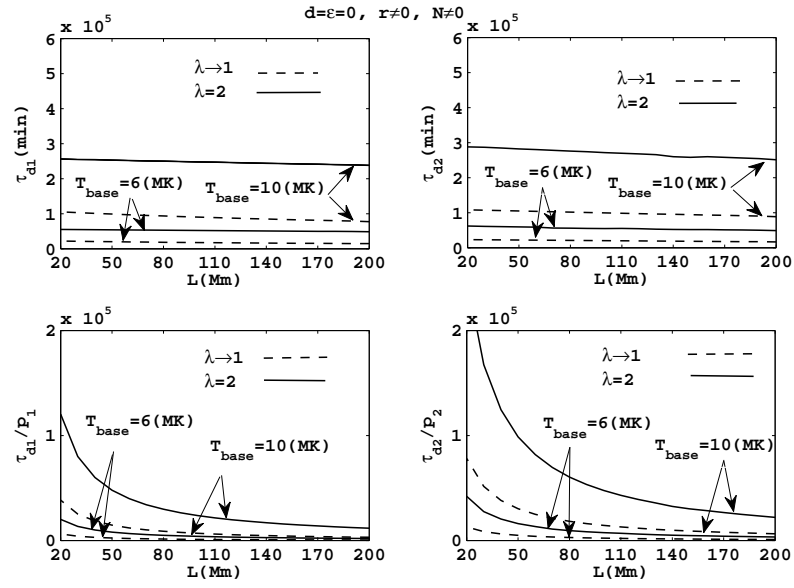 d=ε=0, r≠0, N≠0
x 10^5
6
5
4
3
2
1
0
τ_d1 (min)
λ→1
λ=2
T_base=6(MK)
T_base=10(MK)
20 50 80 110 140 170 200
L(Mm)
x 10^5
6
5
4
3
2
1
0
τ_d2 (min)
λ→1
λ=2
T_base=6(MK)
T_base=10(MK)
20 50 80 110 140 170 200
L(Mm)
x 10^5
2
1
0
τ_d1/p_1
λ→1
λ=2
T_base=6(MK)
T_base=10(MK)
20 50 80 110 140 170 200
L(Mm)
x 10^5
2
1
0
τ_d2/p_2
λ→1
λ=2
T_base=6(MK)
T_base=10(MK)
20 50 80 110 140 170 200
L(Mm)